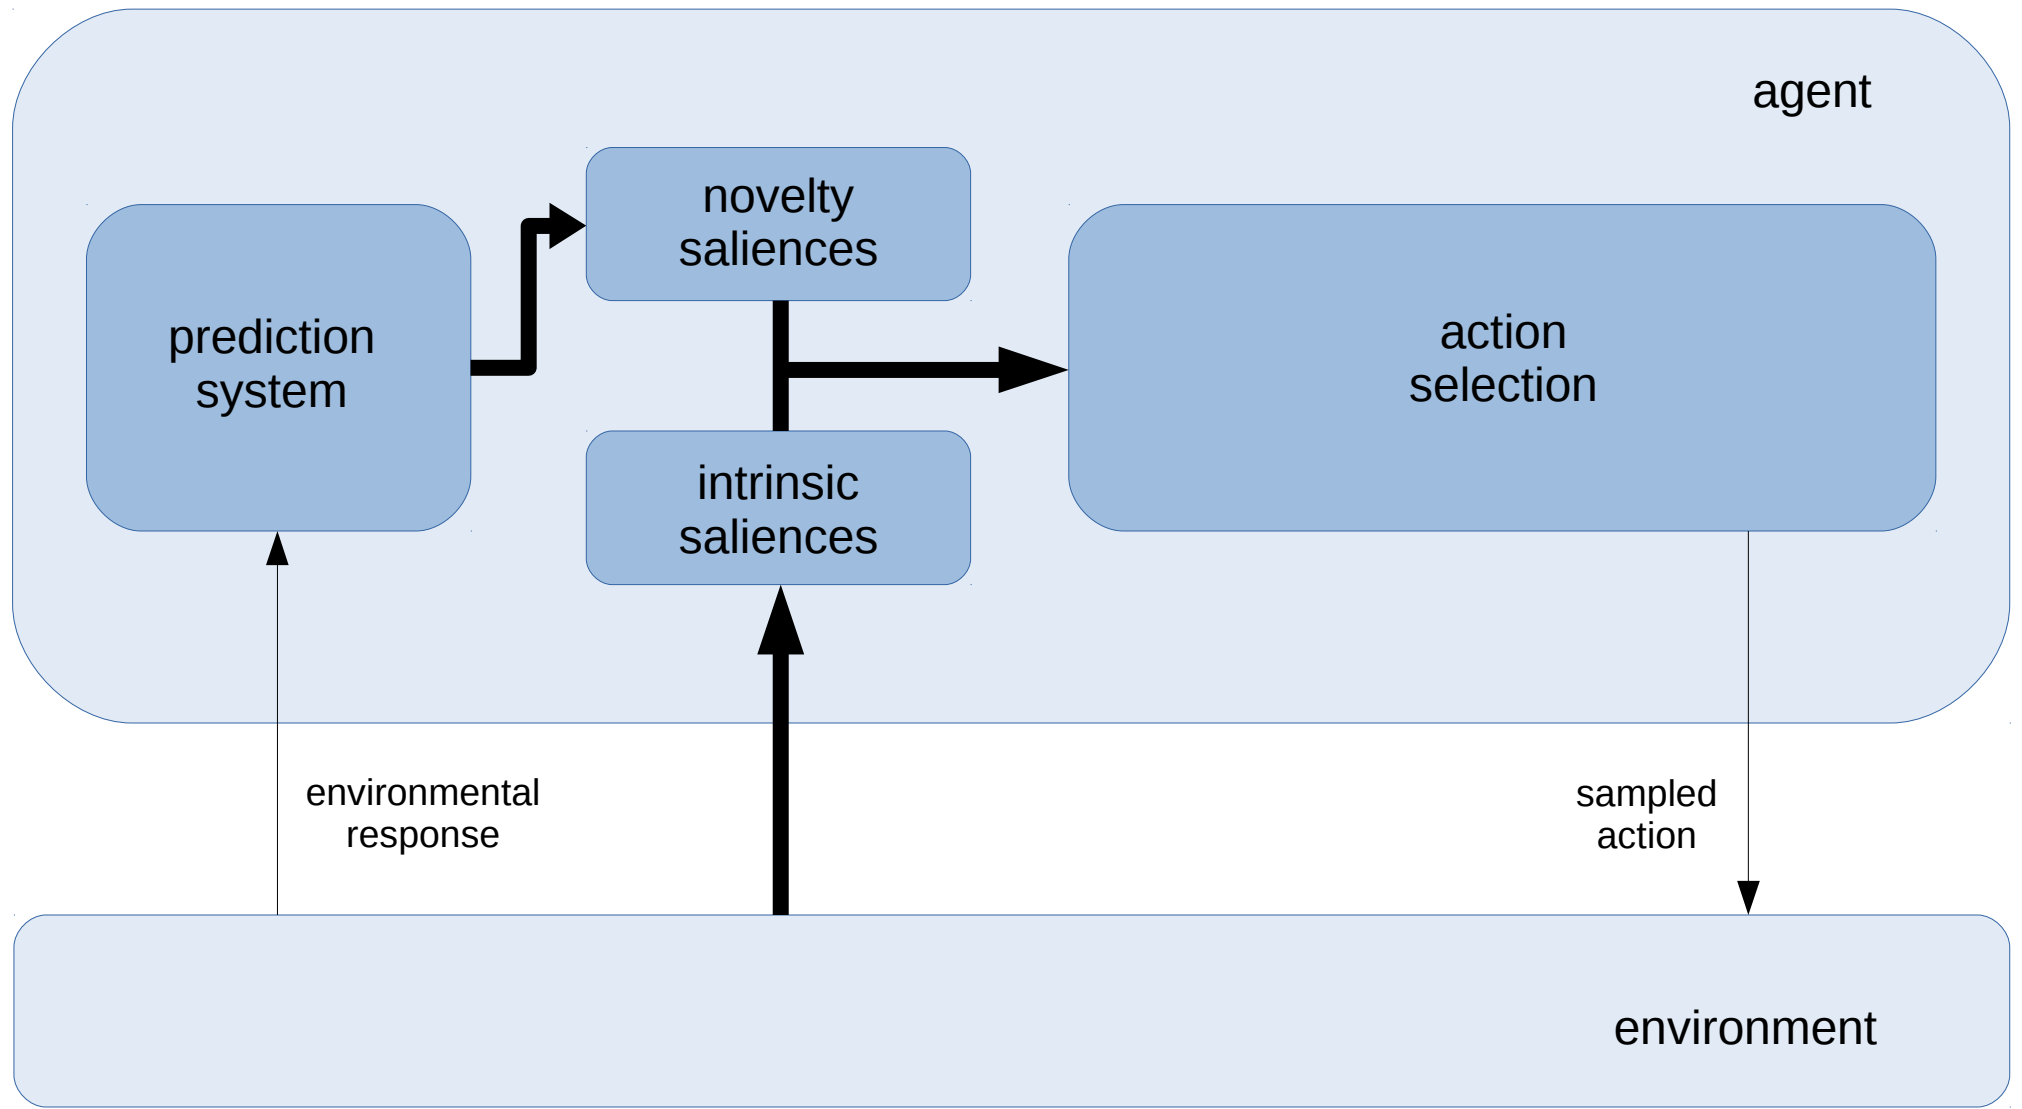 agent
novelty
saliences
prediction
system
action
selection
intrinsic
saliences
environmental
response
sampled
action
environment